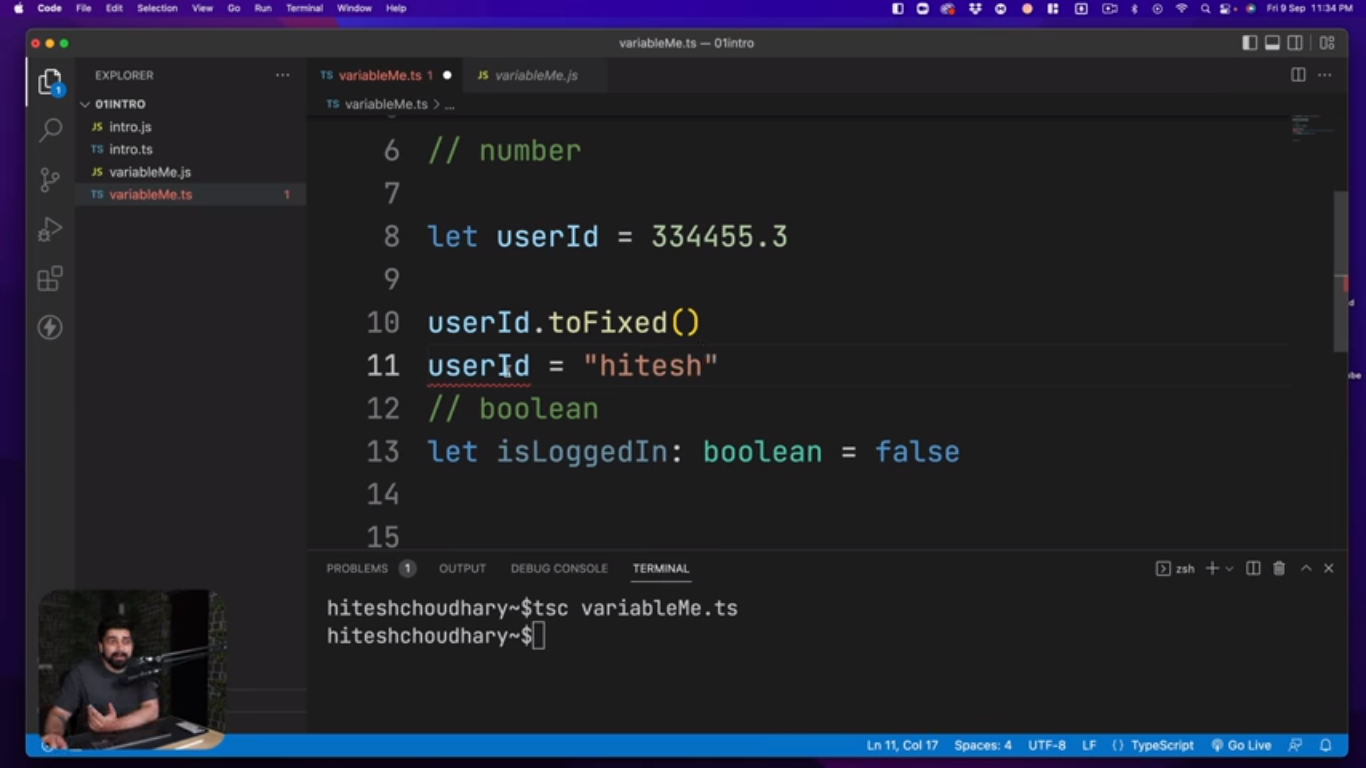 Code File Edit Selection View Go Run Terminal Window Help Fri 9 Sep 11:34 PM
variableMe.ts — 01intro
EXPLORER ···
TS variableMe.ts 1 JS variableMe.js
TS variableMe.ts > ...
1
01INTRO
JS intro.js
TS intro.ts
JS variableMe.js
TS variableMe.ts 1
6 // number
7
8 let userId = 334455.3
9
10 userId.toFixed()
11 userId = "hitesh"
12 // boolean
13 let isLoggedIn: boolean = false
14
15
PROBLEMS 1 OUTPUT DEBUG CONSOLE TERMINAL zsh
hiteshchoudhary~$tsc variableMe.ts
hiteshchoudhary~$
Ln 11, Col 17 Spaces: 4 UTF-8 LF {} TypeScript Go Live